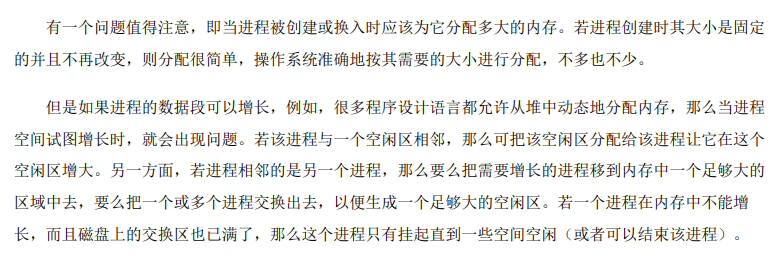 有一个问题值得注意，即当进程被创建或换入时应该为它分配多大的内存。若进程创建时其大小是固定
的并且不再改变，则分配很简单，操作系统准确地按其需要的大小进行分配，不多也不少。
但是如果进程的数据段可以增长，例如，很多程序设计语言都允许从堆中动态地分配内存，那么当进程
空间试图增长时，就会出现问题。若该进程与一个空闲区相邻，那么可把该空闲区分配给该进程让它在这个
空闲区增大。另一方面，若进程相邻的是另一个进程，那么要么把需要增长的进程移到内存中一个足够大的
区域中去，要么把一个或多个进程交换出去，以便生成一个足够大的空闲区。若一个进程在内存中不能增
长，而且磁盘上的交换区也已满了，那么这个进程只有挂起直到一些空间空闲（或者可以结束该进程）。